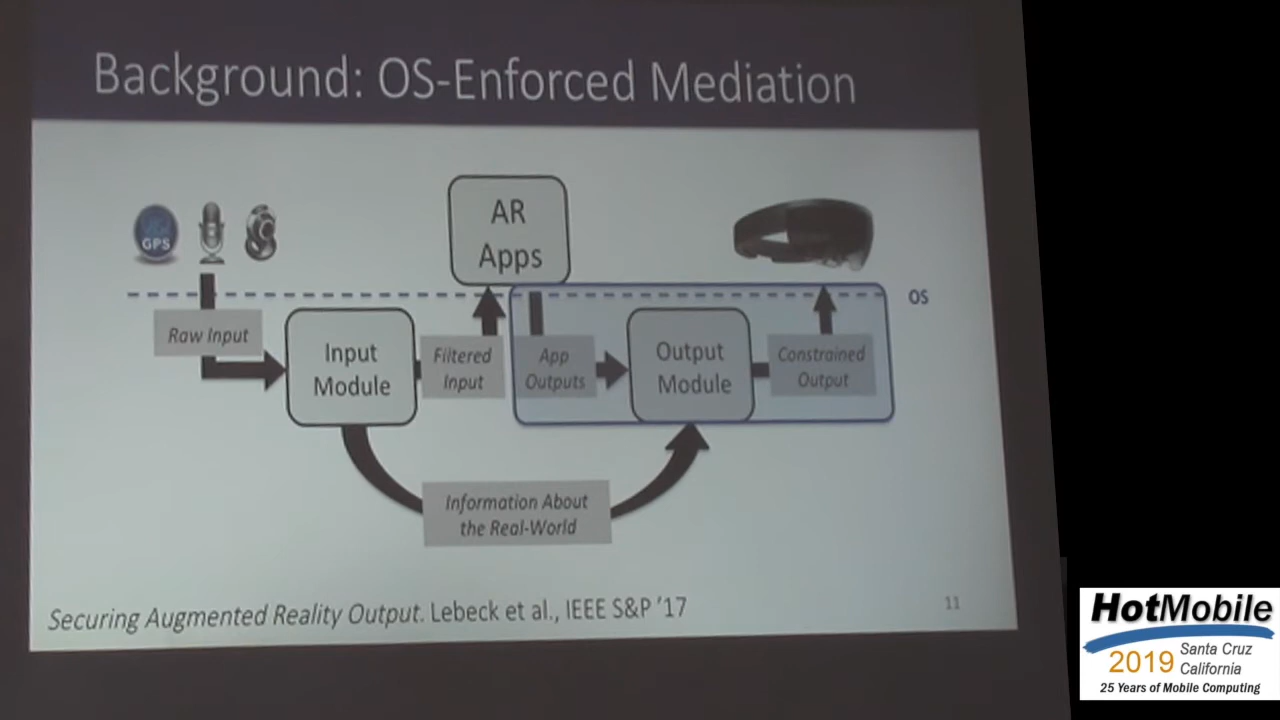 Background: OS-Enforced Mediation
GPS
AR
Apps
OS
Raw Input
Input
Module
Filtered
Input
App
Outputs
Output
Module
Constrained
Output
Information About
the Real-World
Securing Augmented Reality Output. Lebeck et al., IEEE S&P '17
11
HotMobile
2019 Santa Cruz
California
25 Years of Mobile Computing